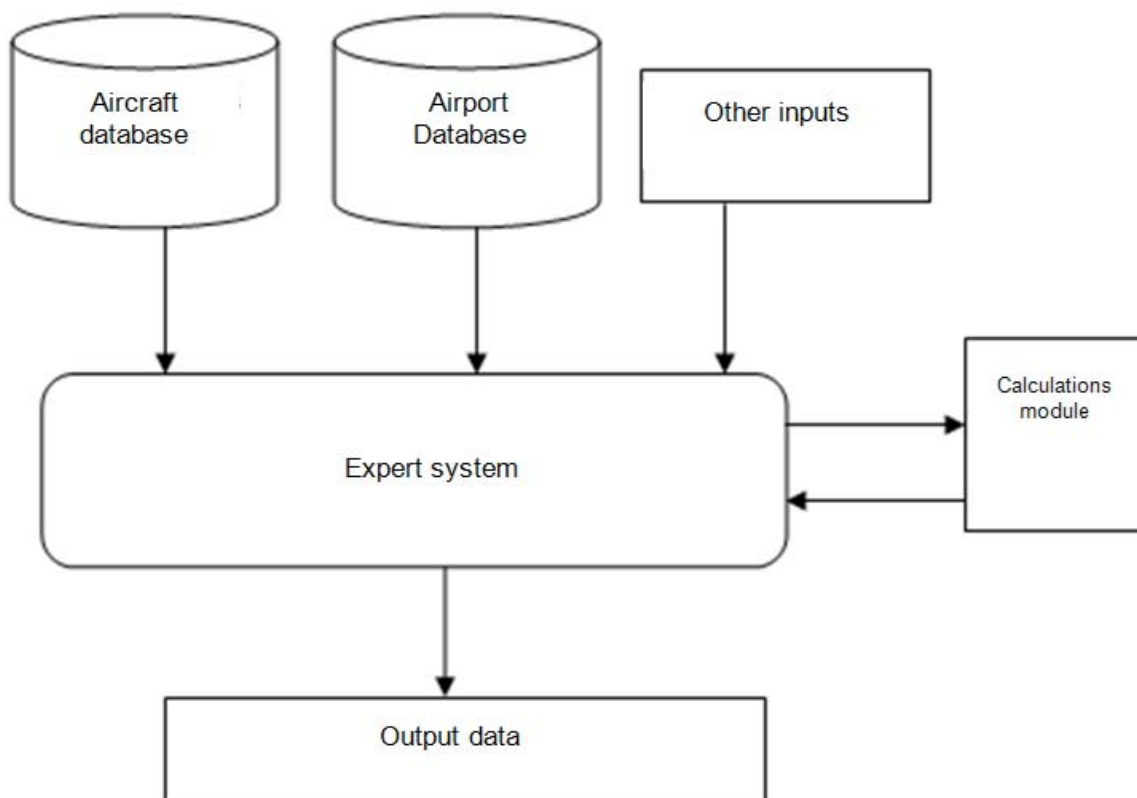 Aircraft
database
Airport
Database
Other inputs
Calculations
module
Expert system
Output data